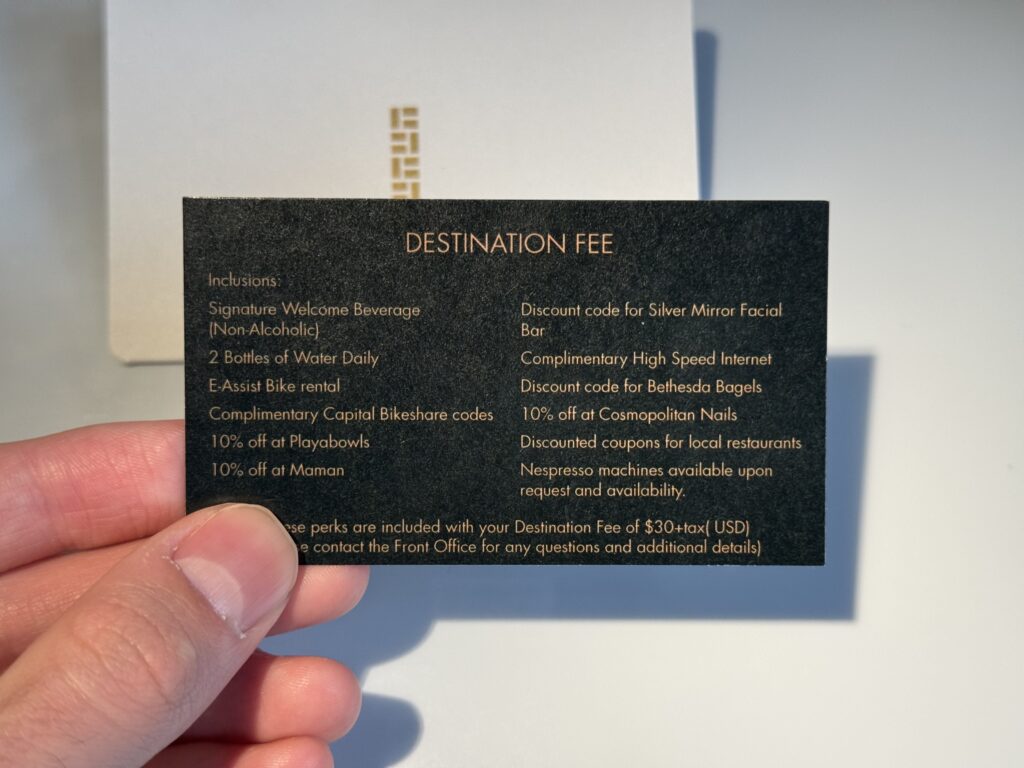 DESTINATION FEE
Inclusions:
Signature Welcome Beverage
(Non-Alcoholic)
2 Bottles of Water Daily
E-Assist Bike rental
Complimentary Capital Bikeshare codes
10% off at Playabowls
10% off at Maman
Discount code for Silver Mirror Facial
Bar
Complimentary High Speed Internet
Discount code for Bethesda Bagels
10% off at Cosmopolitan Nails
Discounted coupons for local restaurants
Nespresso machines available upon
request and availability.
perks are included with your Destination Fee of $30+tax( USD)
contact the Front Office for any questions and additional details)